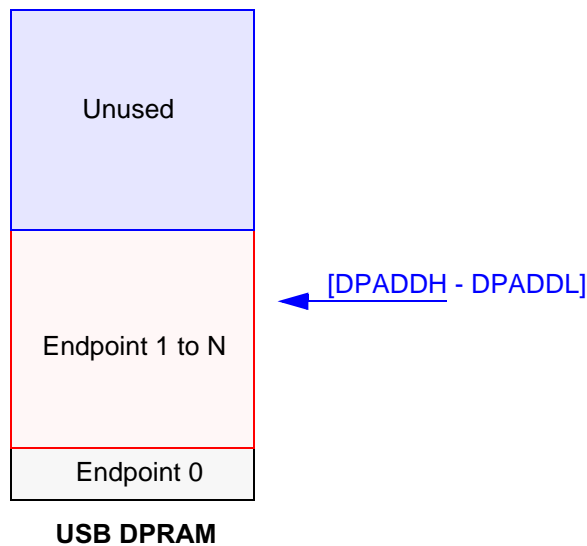 Unused
[DPADDH - DPADDL]
Endpoint 1 to N
Endpoint 0
USB DPRAM